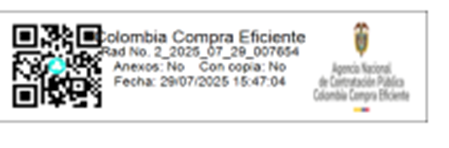 Colombia Compra Eficiente
Rad No. 2_2025_07_29_007654
Anexos: No Con copia: No
Fecha: 29/07/2025 15:47:04
Agencia Nacional
de Contratación Pública
Colombia Compra Eficiente